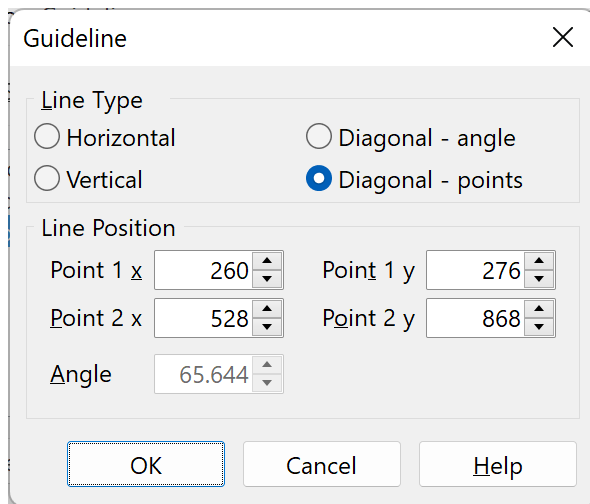 Guideline
Line Type
Horizontal
Diagonal - angle
Vertical
Diagonal - points
Line Position
Point 1 x 260
Point 1 y 276
Point 2 x 528
Point 2 y 868
Angle 65.644
OK
Cancel
Help